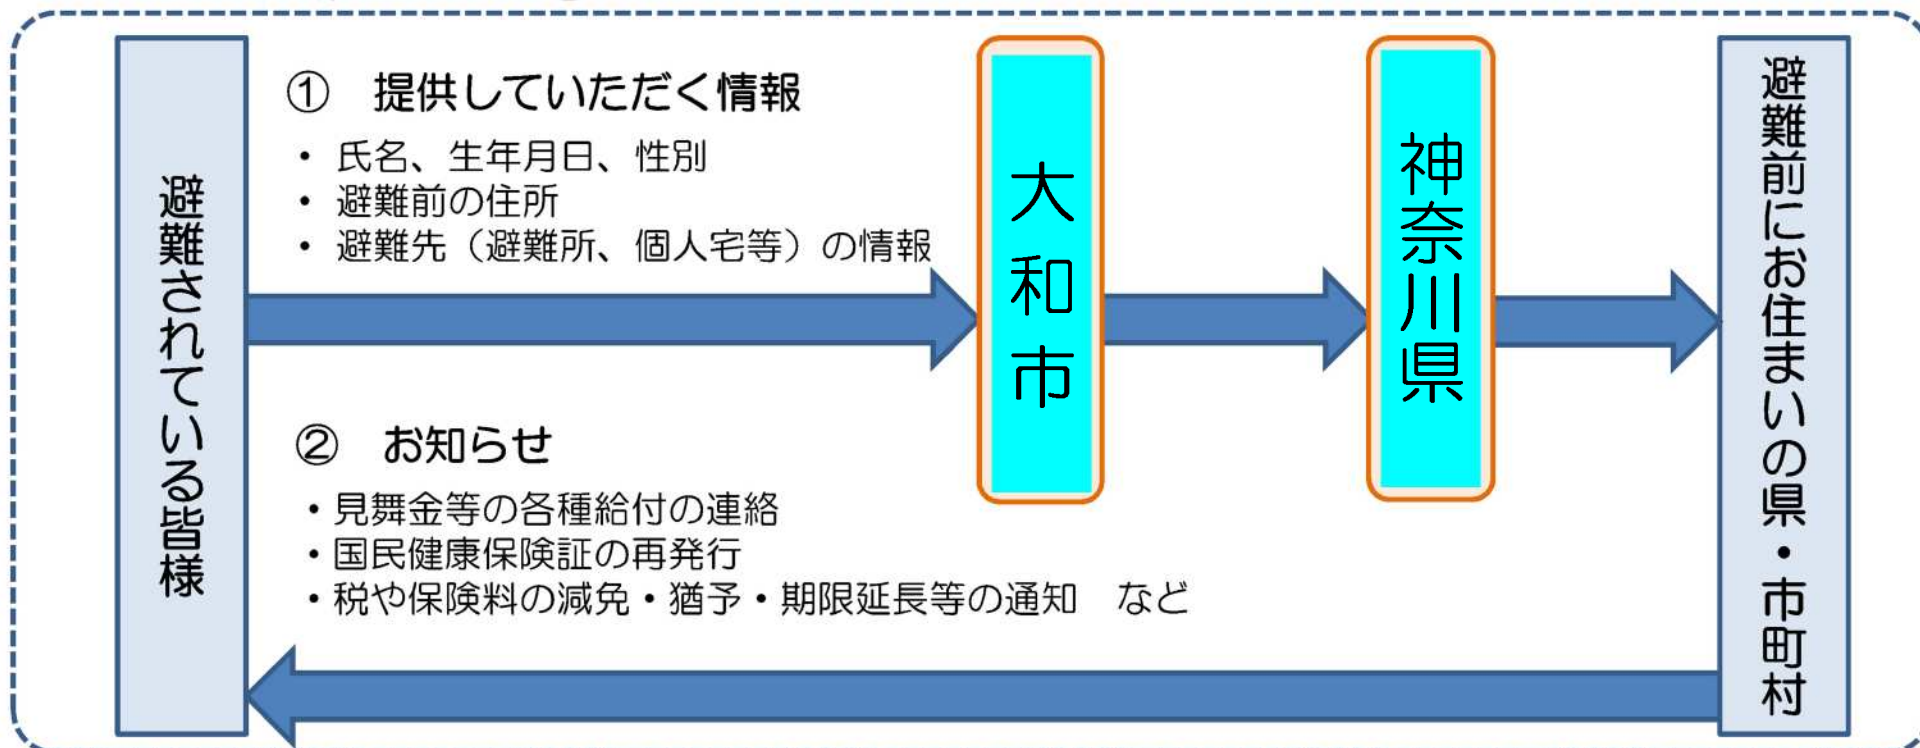 避難されている皆様
① 提供していただく情報
・ 氏名、生年月日、性別
・ 避難前の住所
・ 避難先（避難所、個人宅等）の情報
大和市
神奈川県
避難前にお住まいの県・市町村
② お知らせ
・見舞金等の各種給付の連絡
・国民健康保険証の再発行
・税や保険料の減免・猶予・期限延長等の通知　など